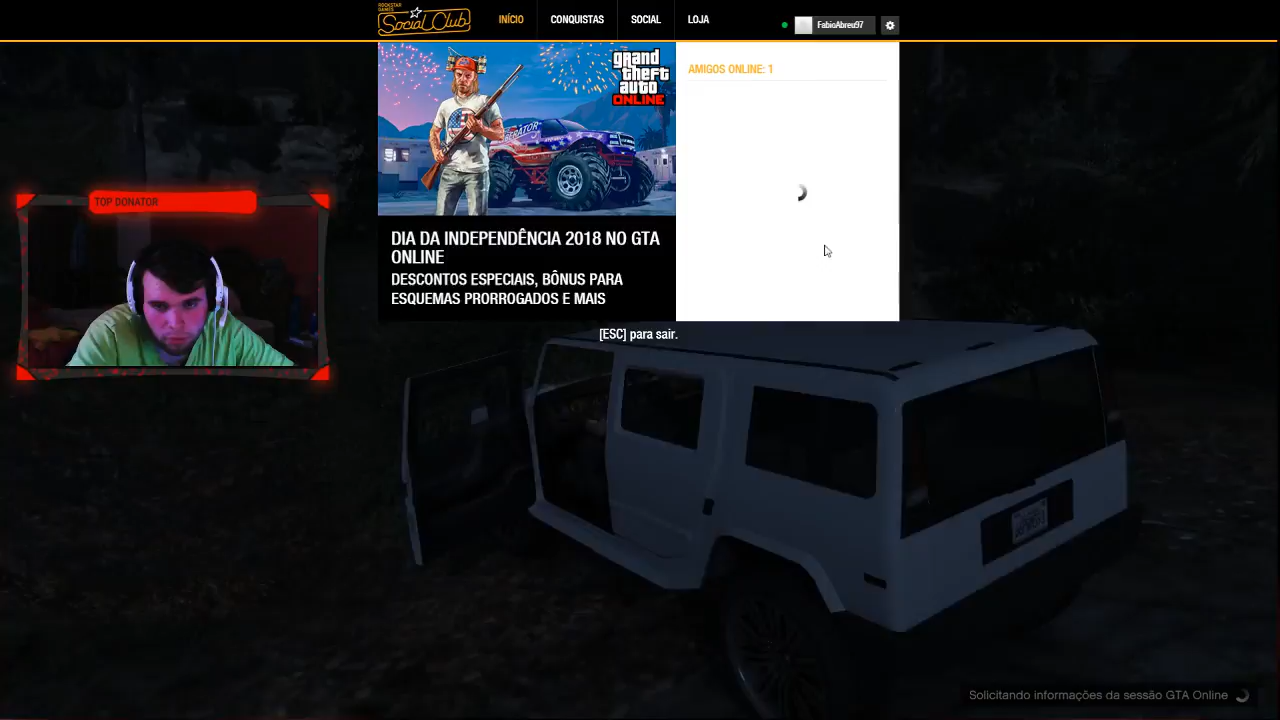 ROCKSTAR
GAMES
Social Club
INÍCIO
CONQUISTAS
SOCIAL
LOJA
FabioAbreu97
grand
theft
auto
ONLINE
AMIGOS ONLINE: 1
TOP DONATOR
DIA DA INDEPENDÊNCIA 2018 NO GTA
ONLINE
DESCONTOS ESPECIAIS, BÔNUS PARA
ESQUEMAS PRORROGADOS E MAIS
[ESC] para sair.
Solicitando informações da sessão GTA Online